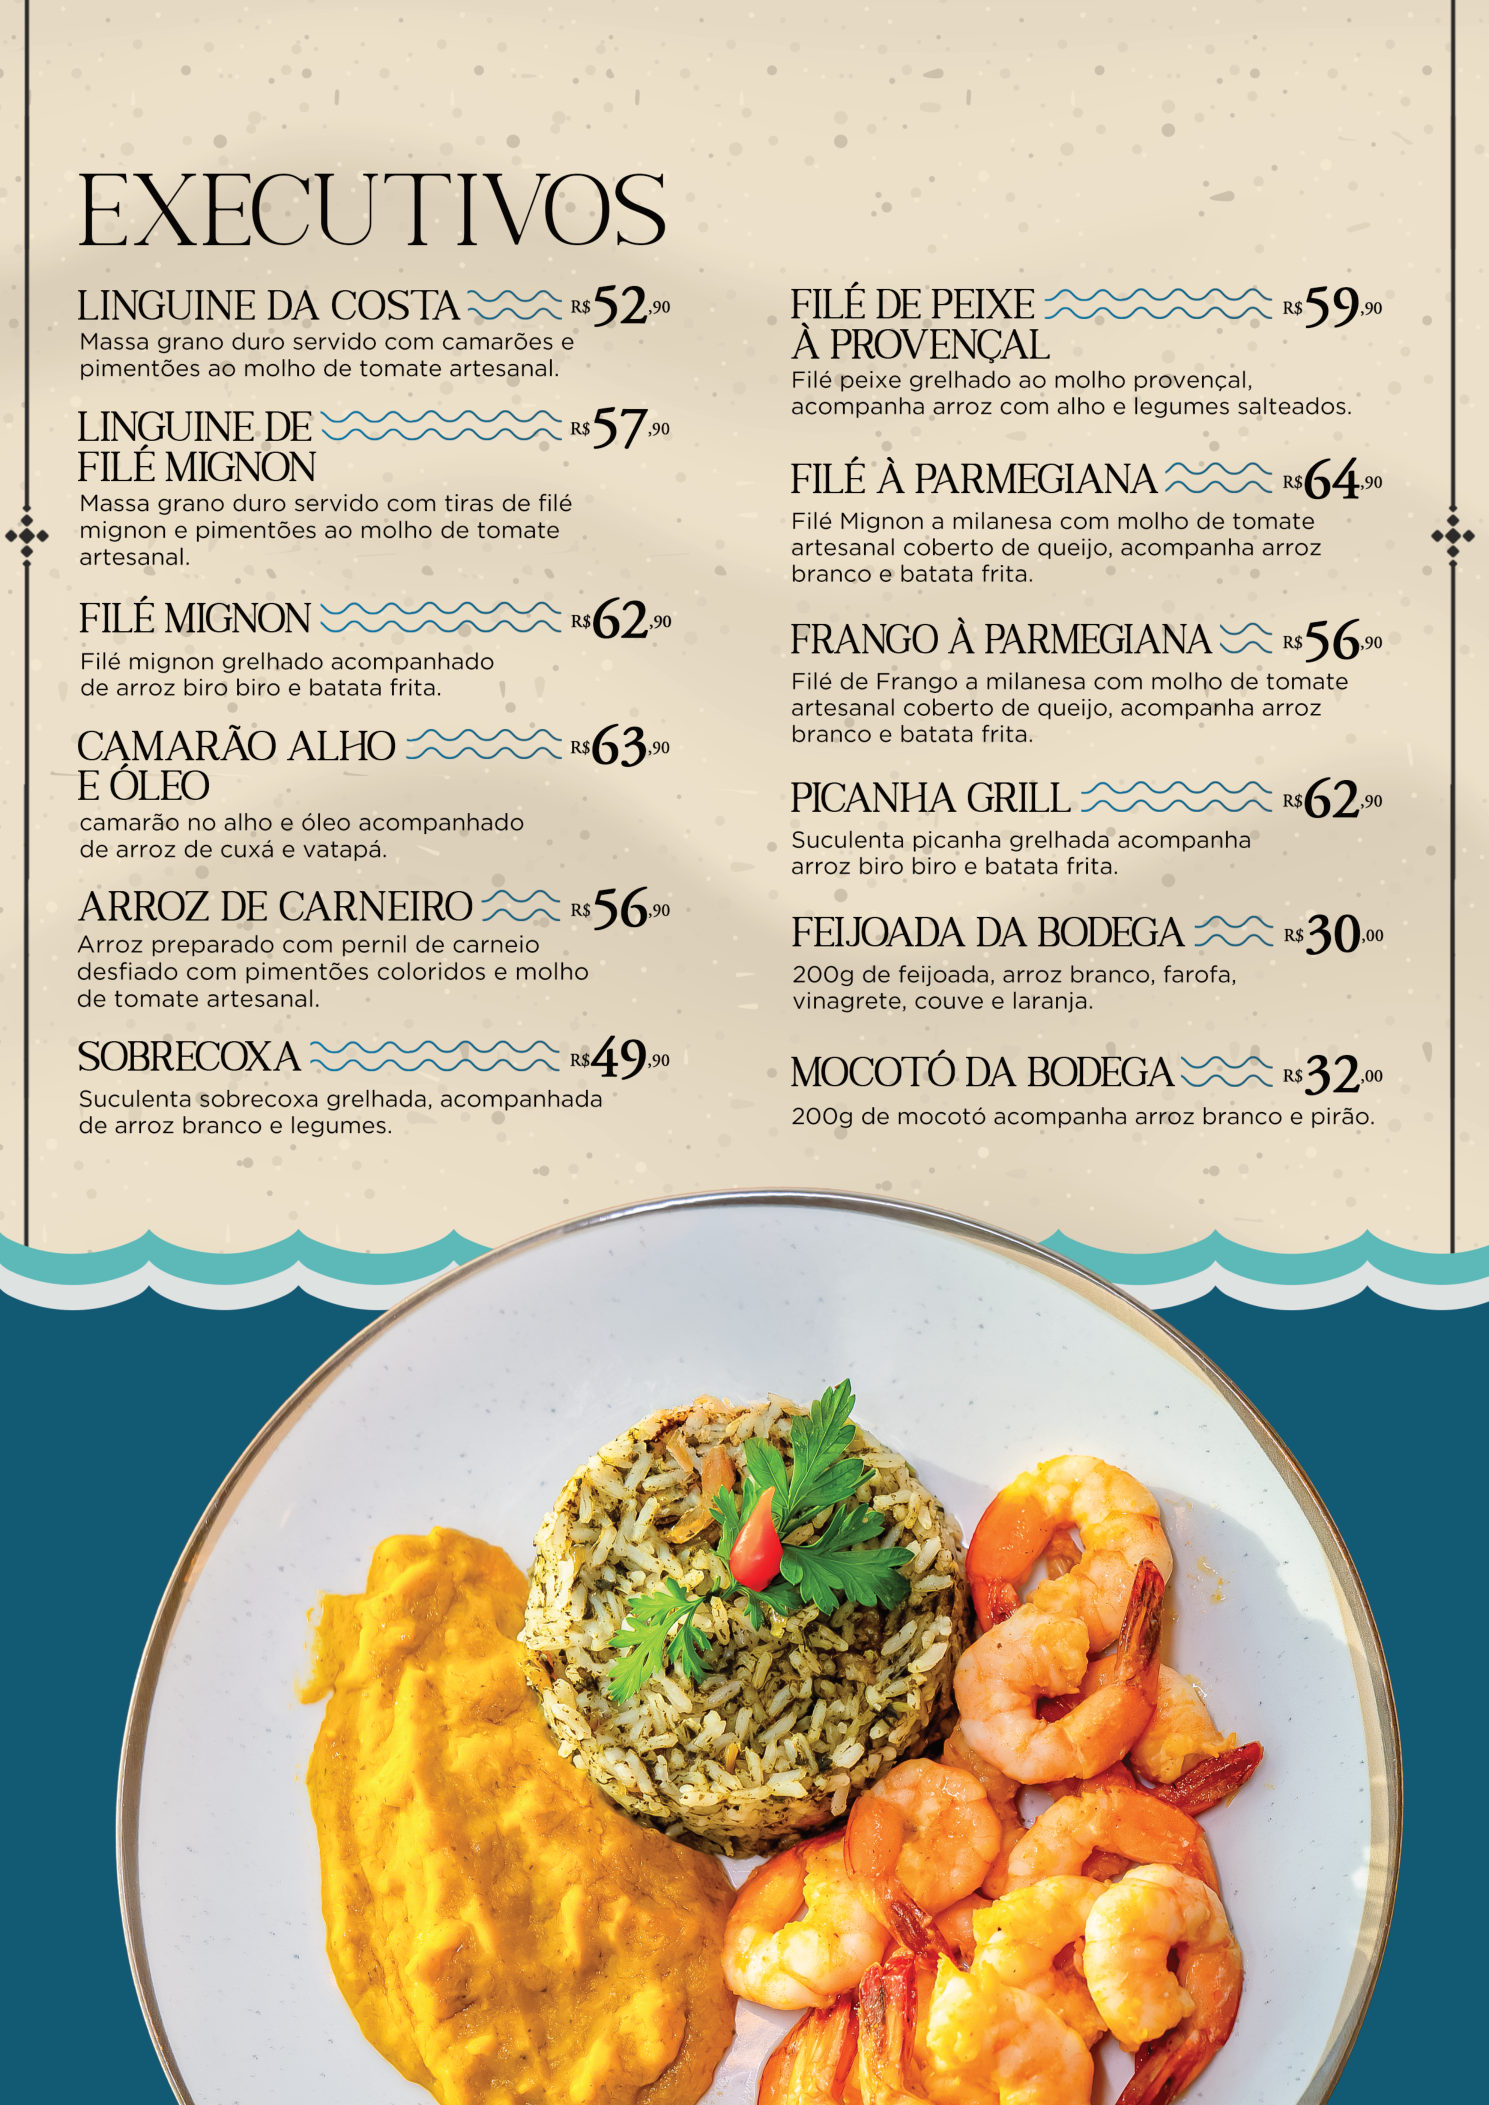 EXECUTIVOS
LINGUINE DA COSTA R$52,90
Massa grano duro servido com camarões e
pimentões ao molho de tomate artesanal.
LINGUINE DE R$57,90
FILÉ MIGNON
Massa grano duro servido com tiras de filé
mignon e pimentões ao molho de tomate
artesanal.
FILÉ MIGNON R$62,90
Filé mignon grelhado acompanhado
de arroz biro biro e batata frita.
CAMARÃO ALHO R$63,90
E ÓLEO
camarão no alho e óleo acompanhado
de arroz de cuxá e vatapá.
ARROZ DE CARNEIRO R$56,90
Arroz preparado com pernil de carneio
desfiado com pimentões coloridos e molho
de tomate artesanal.
SOBRECOXA R$49,90
Suculenta sobrecoxa grelhada, acompanhada
de arroz branco e legumes.
FILÉ DE PEIXE R$59,90
À PROVENÇAL
Filé peixe grelhado ao molho provençal,
acompanha arroz com alho e legumes salteados.
FILÉ À PARMEGIANA R$64,90
Filé Mignon a milanesa com molho de tomate
artesanal coberto de queijo, acompanha arroz
branco e batata frita.
FRANGO À PARMEGIANA R$56,90
Filé de Frango a milanesa com molho de tomate
artesanal coberto de queijo, acompanha arroz
branco e batata frita.
PICANHA GRILL R$62,90
Suculenta picanha grelhada acompanha
arroz biro biro e batata frita.
FEIJOADA DA BODEGA R$30,00
200g de feijoada, arroz branco, farofa,
vinagrete, couve e laranja.
MOCOTÓ DA BODEGA R$32,00
200g de mocotó acompanha arroz branco e pirão.